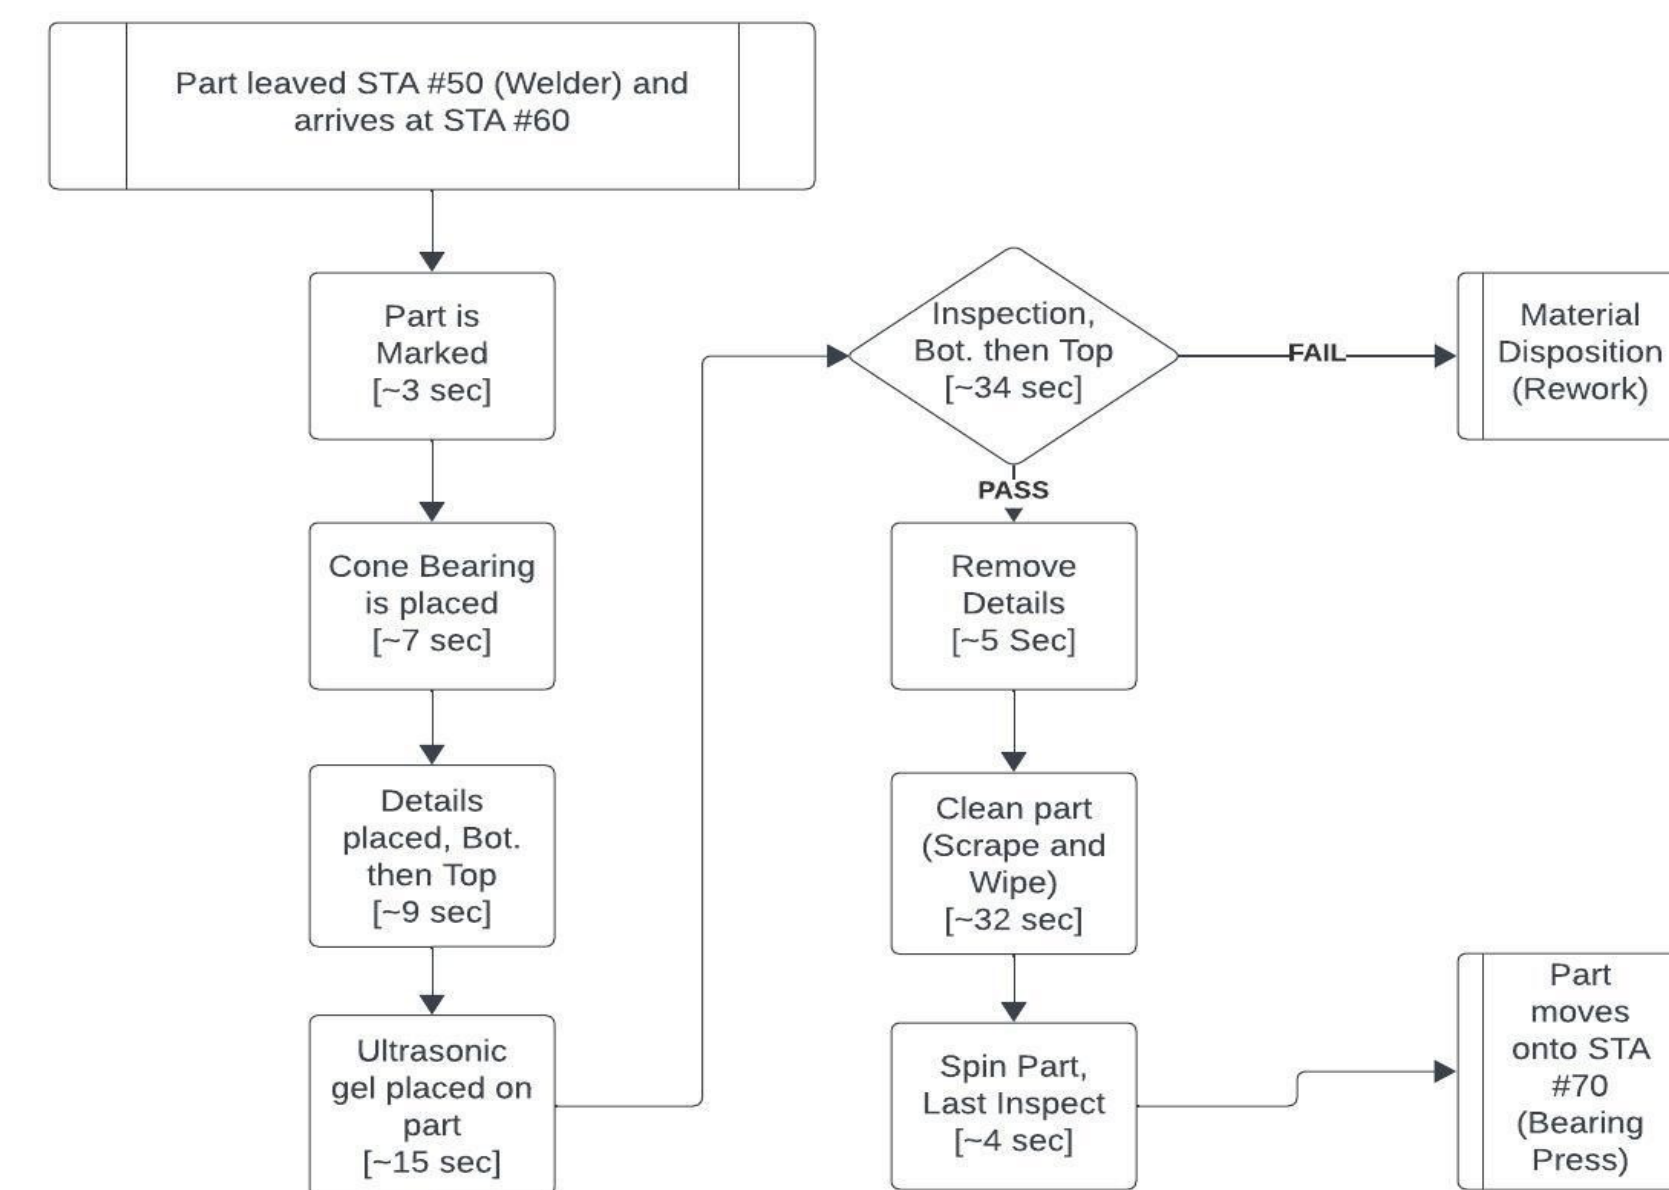 Part leaved STA #50 (Welder) and
arrives at STA #60
Part is
Marked
[~3 sec]
Cone Bearing
is placed
[~7 sec]
Details
placed, Bot.
then Top
[~9 sec]
Ultrasonic
gel placed on
part
[~15 sec]
Inspection,
Bot. then Top
[~34 sec]
FAIL
Material
Disposition
(Rework)
PASS
Remove
Details
[~5 Sec]
Clean part
(Scrape and
Wipe)
[~32 sec]
Spin Part,
Last Inspect
[~4 sec]
Part
moves
onto STA
#70
(Bearing
Press)